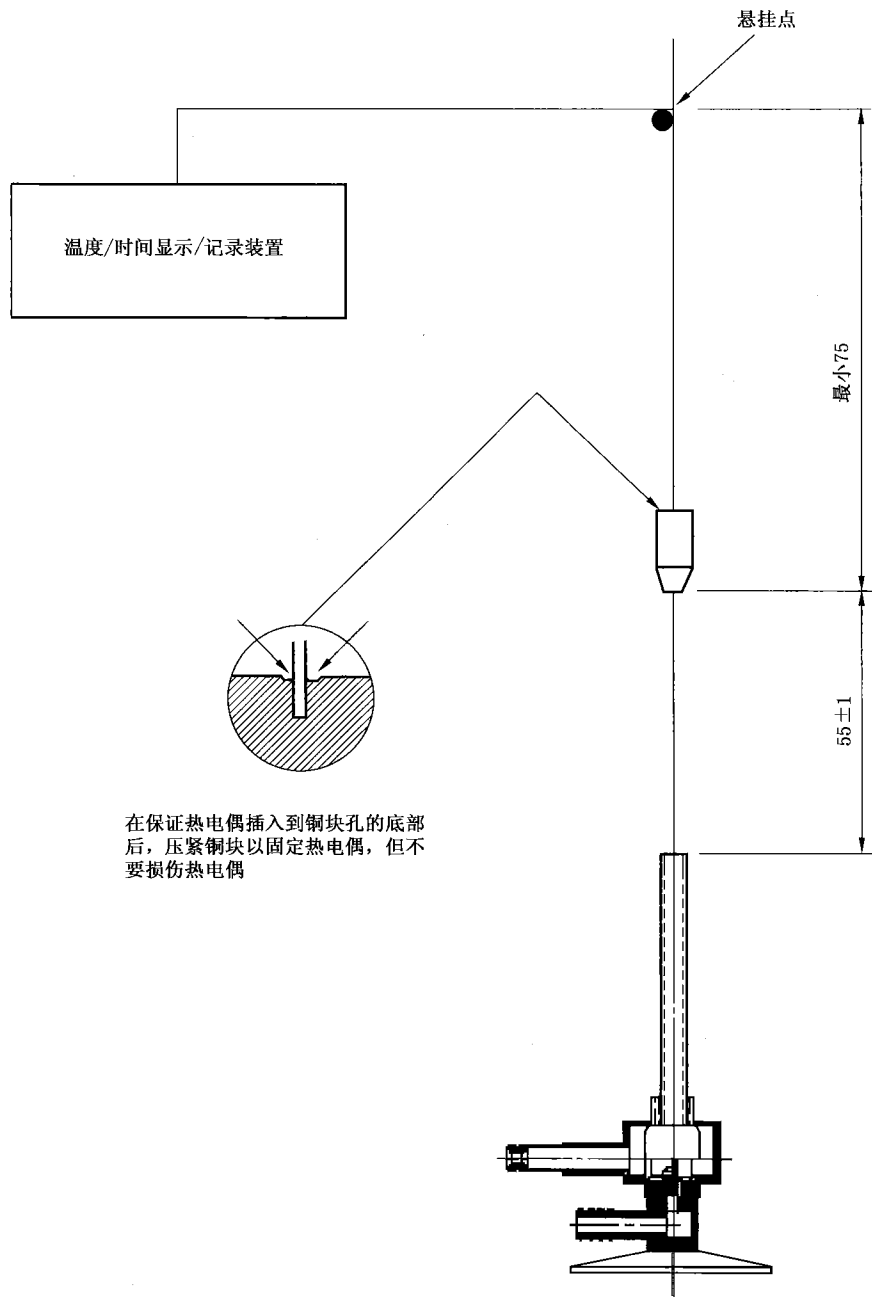 悬挂点
温度/时间显示/记录装置
最小75
55±1
在保证热电偶插入到铜块孔的底部
后，压紧铜块以固定热电偶，但不
要损伤热电偶